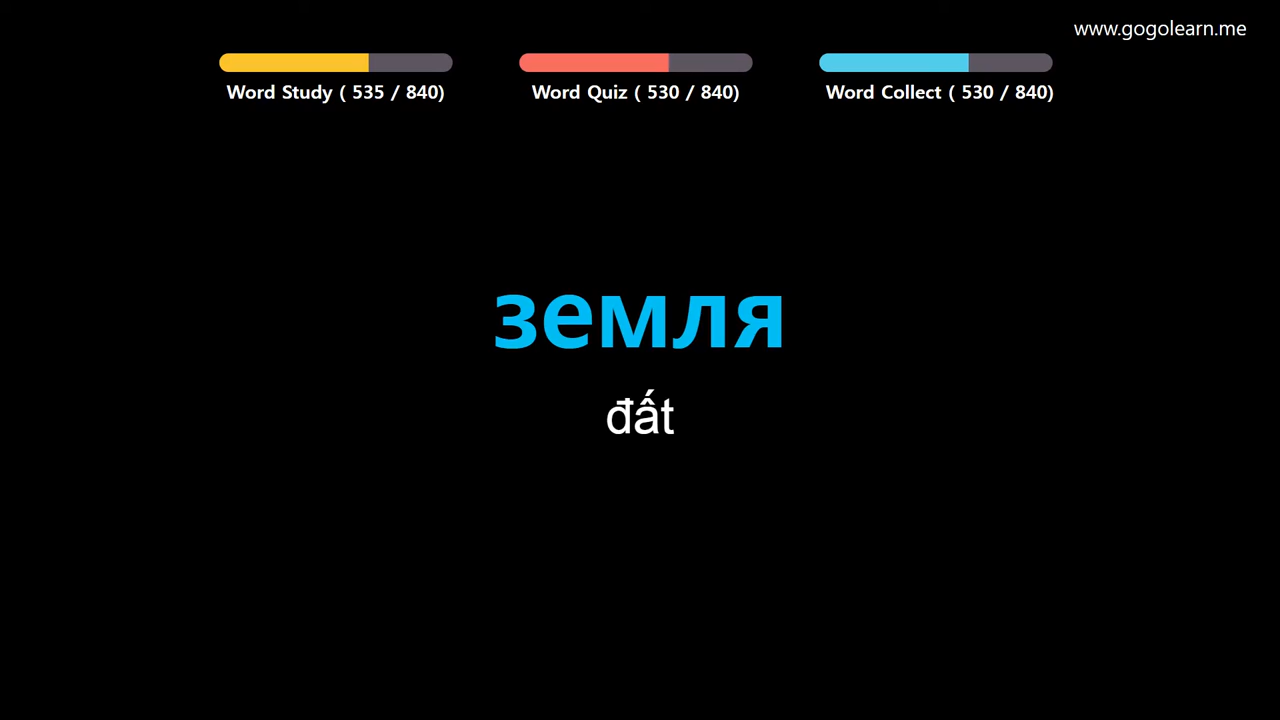 www.gogolearn.me
Word Study ( 535 / 840)
Word Quiz ( 530 / 840)
Word Collect ( 530 / 840)
земля
đất